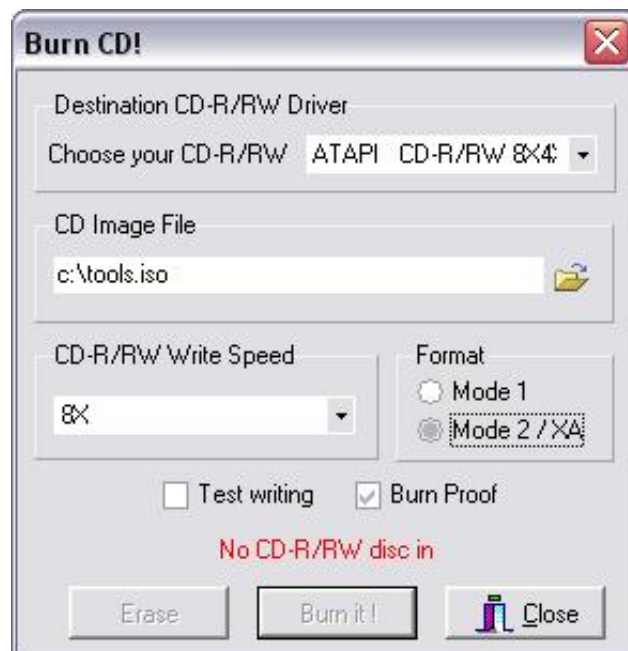 Burn CD!
Destination CD-R/RW Driver
Choose your CD-R/RW ATAPI CD-R/RW 8X4
CD Image File
c:\tools.iso
CD-R/RW Write Speed
8X
Format
Mode 1
Mode 2 / XA
Test writing
Burn Proof
No CD-R/RW disc in
Erase
Burn it !
Close